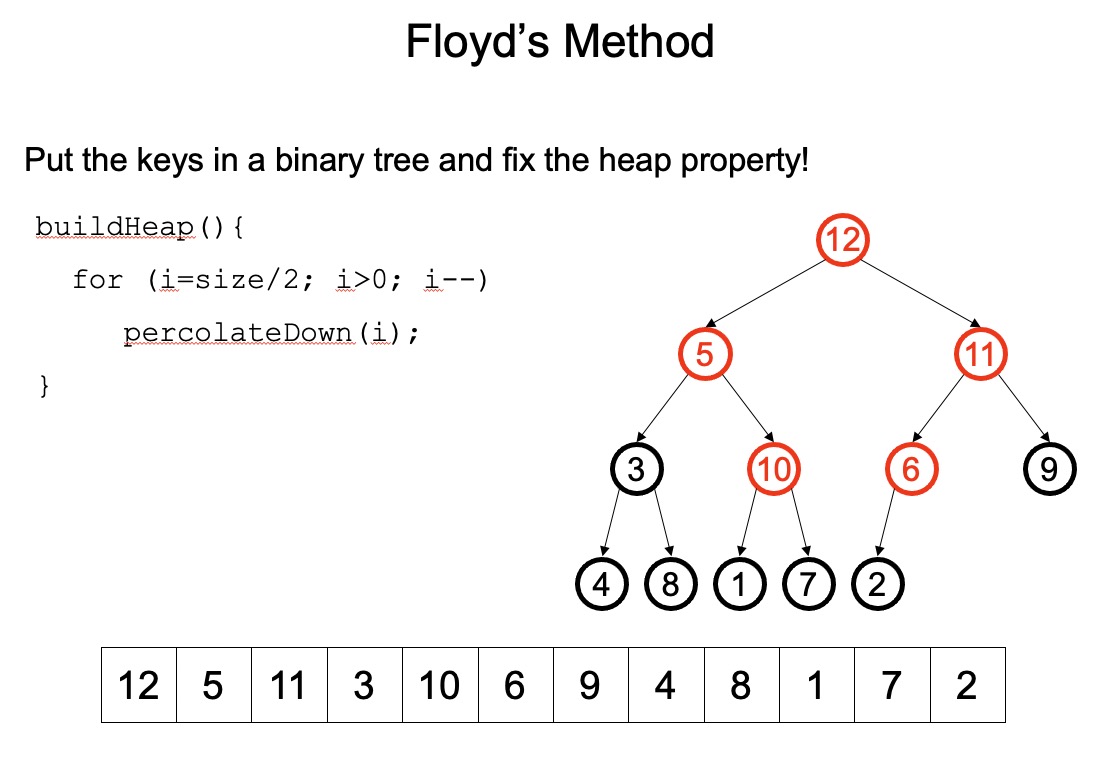 Floyd’s Method
Put the keys in a binary tree and fix the heap property!
buildHeap(){
for (i=size/2; i>0; i--)
percolateDown(i);
}
12
5 11
3 10 6 9
4 8 1 7 2
12 5 11 3 10 6 9 4 8 1 7 2